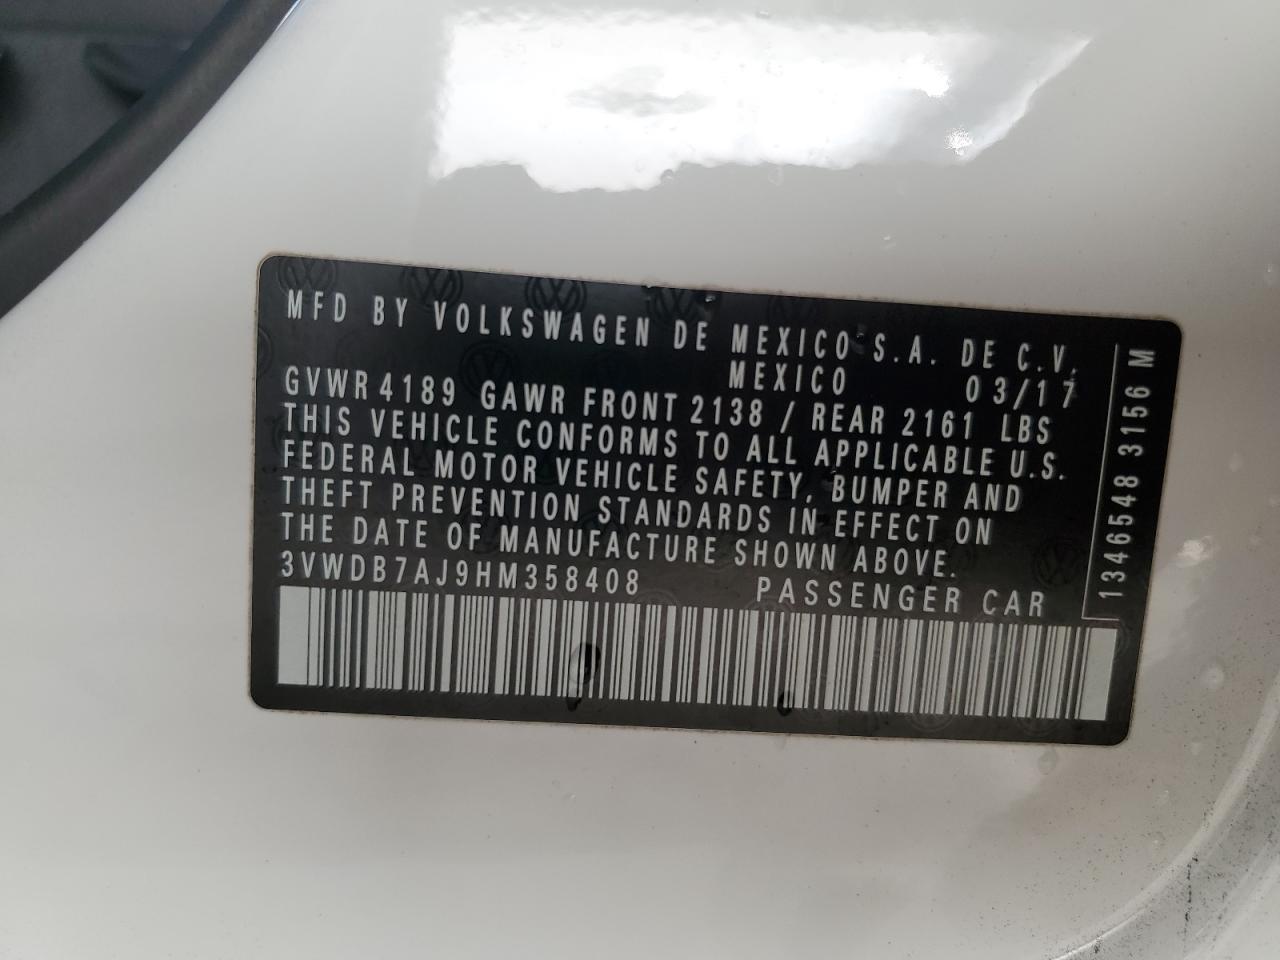 MFD BY VOLKSWAGEN DE MEXICO S.A. DE C.V.
MEXICO 03/17
GVWR 4189 GAWR FRONT 2138 / REAR 2161 LBS
THIS VEHICLE CONFORMS TO ALL APPLICABLE U.S.
FEDERAL MOTOR VEHICLE SAFETY, BUMPER AND
THEFT PREVENTION STANDARDS IN EFFECT ON
THE DATE OF MANUFACTURE SHOWN ABOVE.
3VWDB7AJ9HM358408 PASSENGER CAR
1346548 3156 M